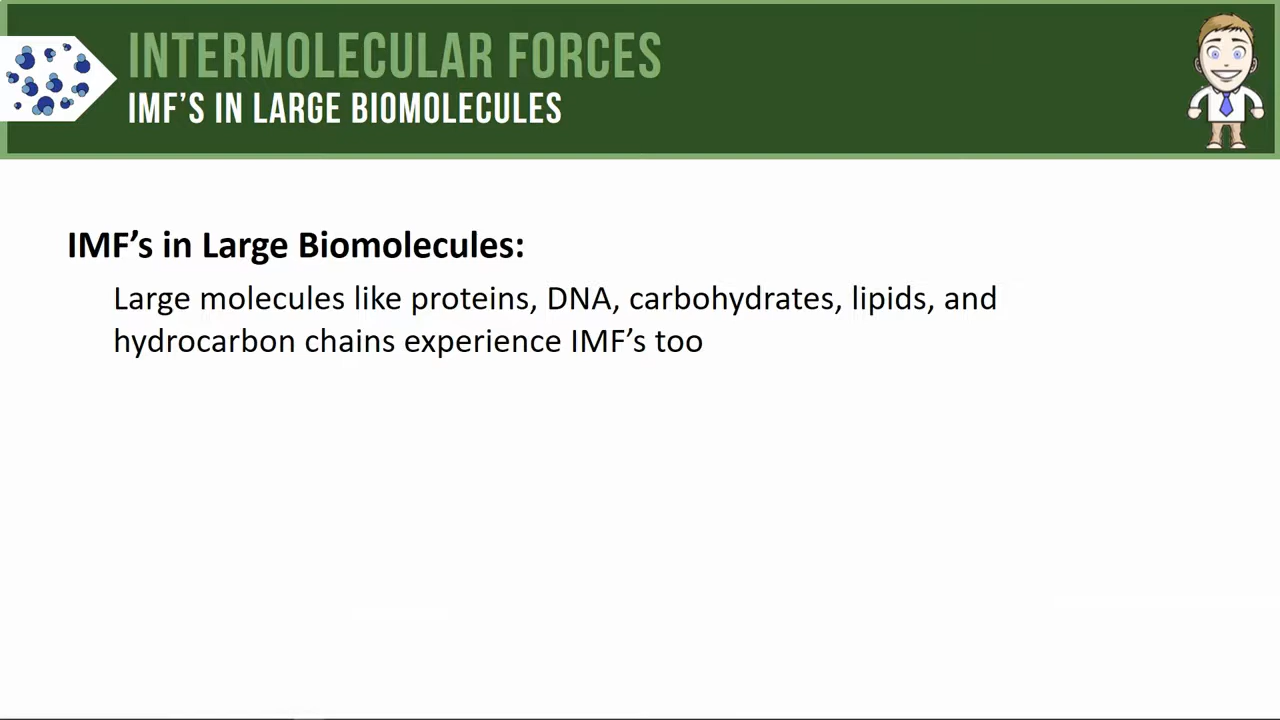 INTERMOLECULAR FORCES
IMF'S IN LARGE BIOMOLECULES
IMF’s in Large Biomolecules:
Large molecules like proteins, DNA, carbohydrates, lipids, and
hydrocarbon chains experience IMF’s too